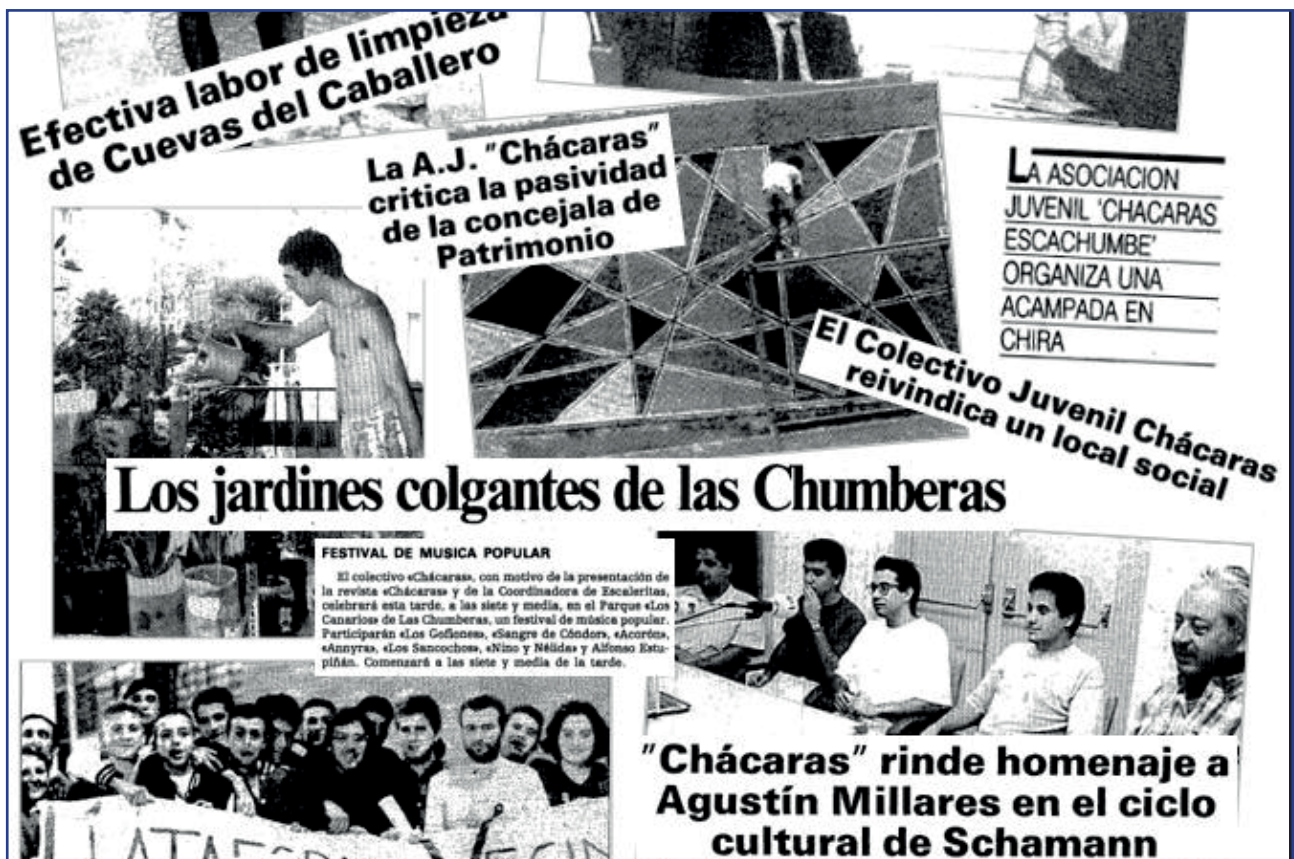 Efectiva labor de limpieza
de Cuevas del Caballero
La A.J. "Chácaras"
critica la pasividad
de la concejala de
Patrimonio
LA ASOCIACION
JUVENIL 'CHACARAS
ESCACHUMBE'
ORGANIZA UNA
ACAMPADA EN
CHIRA
El Colectivo Juvenil Chácaras
reivindica un local social
Los jardines colgantes de las Chumberas
FESTIVAL DE MUSICA POPULAR
El colectivo «Chácaras», con motivo de la presentación de
la revista «Chácaras» y de la Coordinadora de Escaleritas,
celebrará esta tarde, a las siete y media, en el Parque «Los
Canarios» de Las Chumberas, un festival de música popular.
Participarán «Los Gofiones», «Sangre de Cóndor», «Acorón»,
«Annyra», «Los Sancochos», «Nino y Nélida» y Alfonso Estu-
piñán. Comenzará a las siete y media de la tarde.
"Chácaras" rinde homenaje a
Agustín Millares en el ciclo
cultural de Schamann